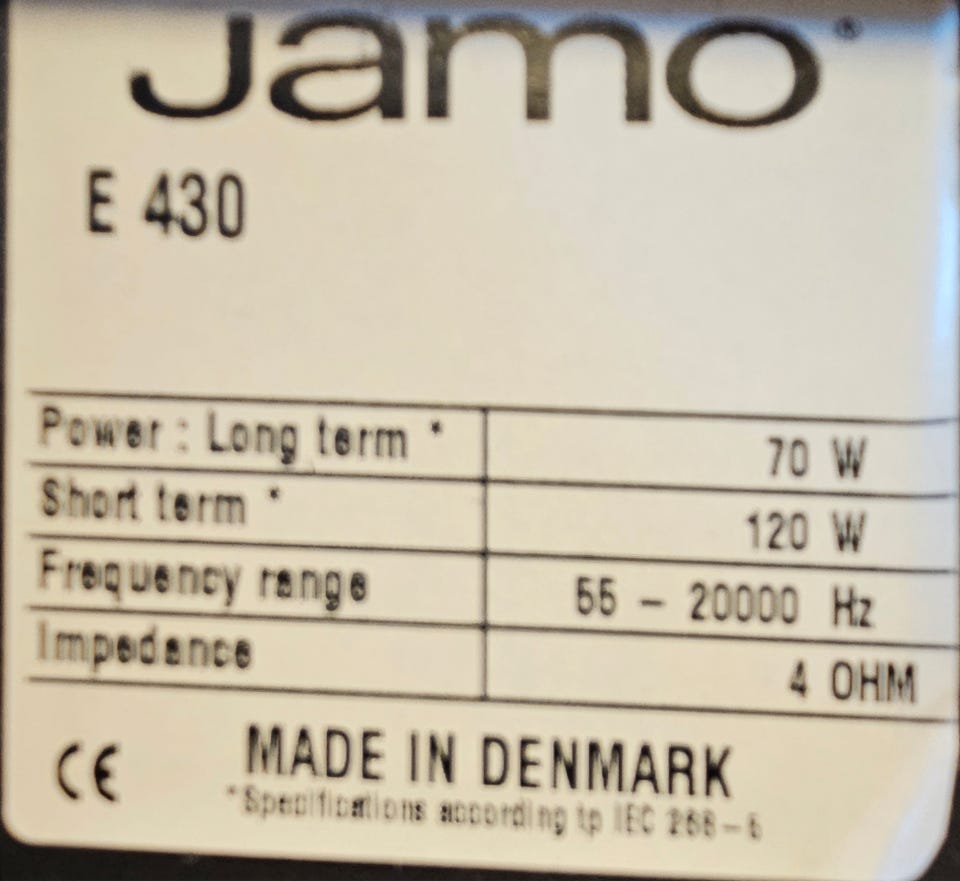 Jamo®
E 430
Power : Long term * 70 W
Short term * 120 W
Frequency range 55 – 20000 Hz
Impedance 4 OHM
CE MADE IN DENMARK
*Specifications according to IEC 268–5